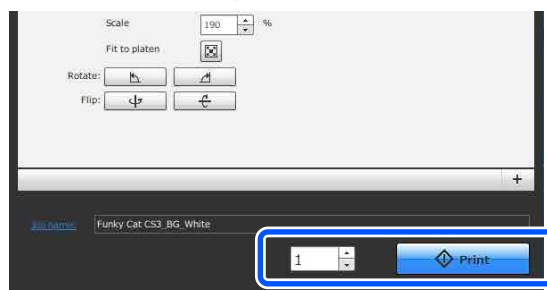 Scale 190 %
Fit to platen
Rotate:
Flip:
+
Job name: Funky Cat CS3_BG_White
1 Print